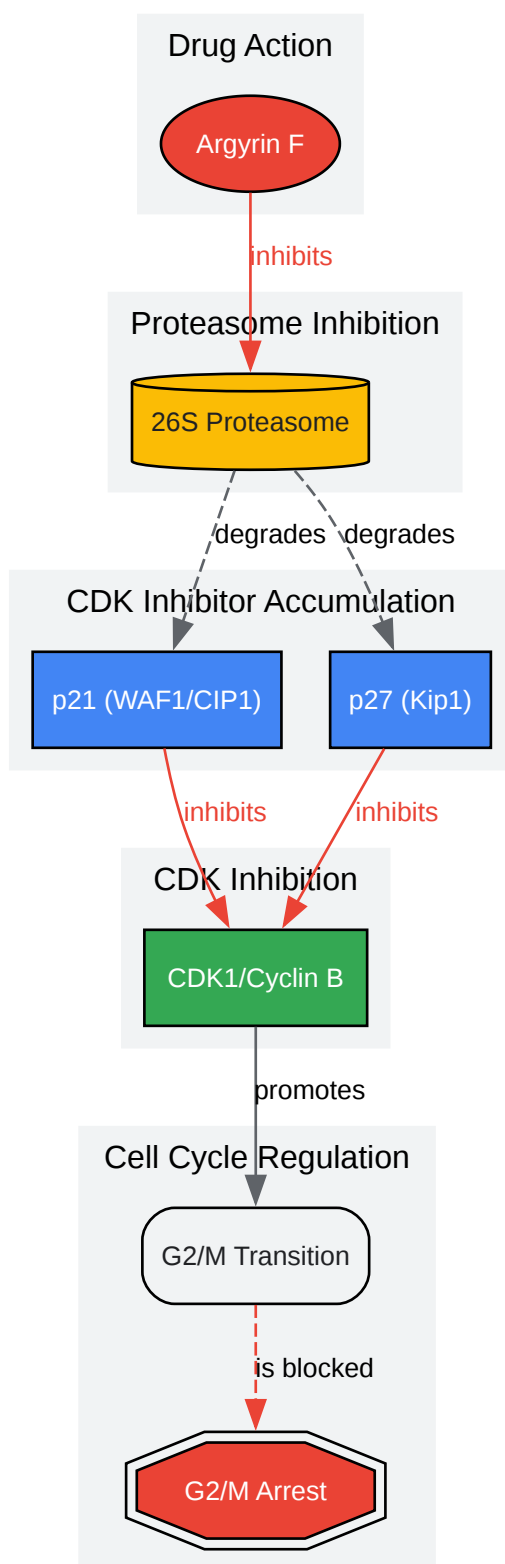 Drug Action
Argyrin F
inhibits
Proteasome Inhibition
26S Proteasome
degrades
degrades
CDK Inhibitor Accumulation
p21 (WAF1/CIP1)
p27 (Kip1)
inhibits
inhibits
CDK Inhibition
CDK1/Cyclin B
promotes
Cell Cycle Regulation
G2/M Transition
is blocked
G2/M Arrest